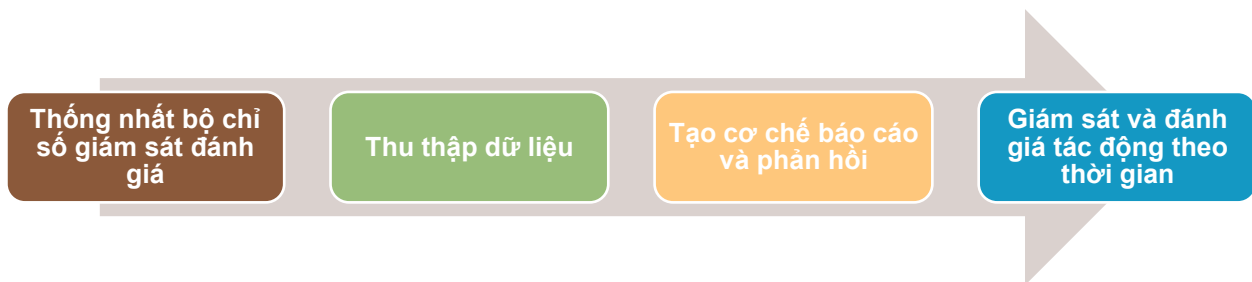 Thống nhất bộ chỉ
số giám sát đánh
giá
Thu thập dữ liệu
Tạo cơ chế báo cáo
và phản hồi
Giám sát và đánh
giá tác động theo
thời gian